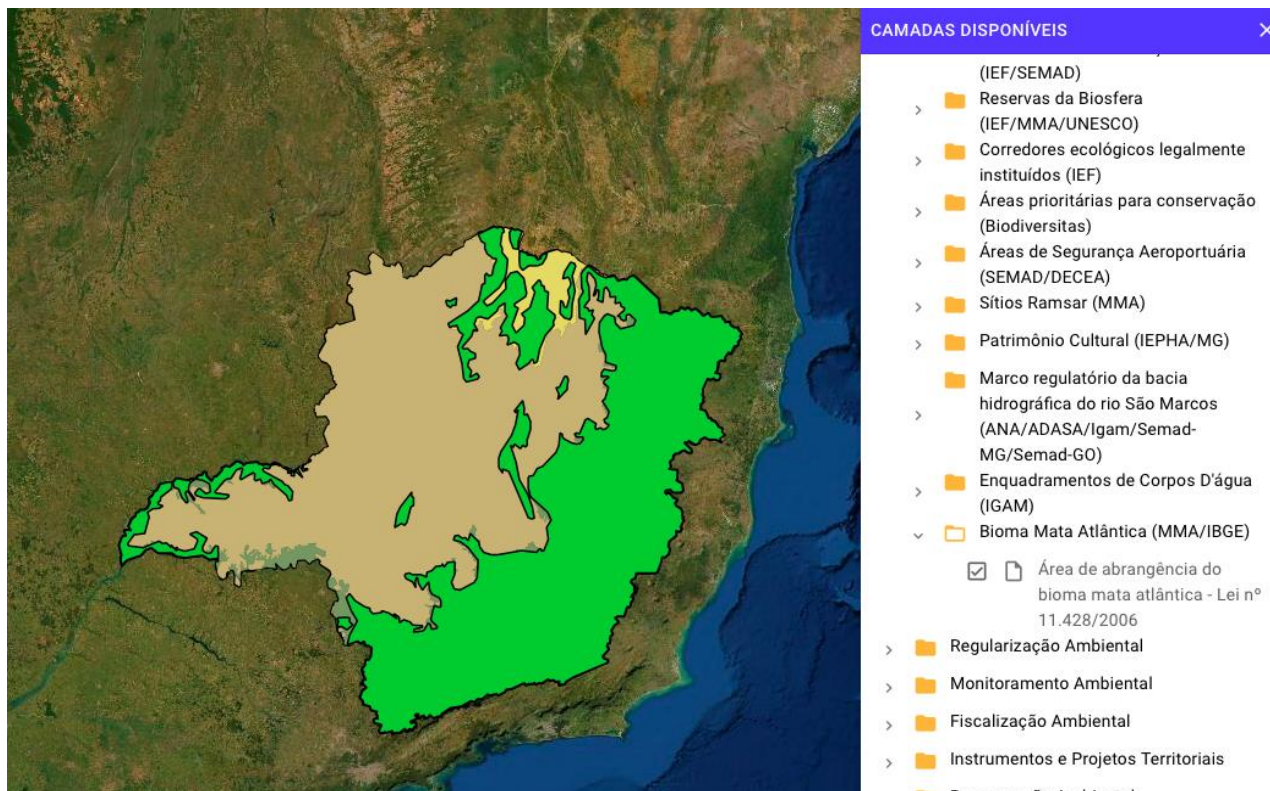 CAMADAS DISPONÍVEIS
(IEF/SEMAD)
Reservas da Biosfera
(IEF/MMA/UNESCO)
Corredores ecológicos legalmente
instituídos (IEF)
Áreas prioritárias para conservação
(Biodiversitas)
Áreas de Segurança Aeroportuária
(SEMAD/DECEA)
Sítios Ramsar (MMA)
Patrimônio Cultural (IEPHA/MG)
Marco regulatório da bacia
hidrográfica do rio São Marcos
(ANA/ADASA/Igam/Semad-
MG/Semad-GO)
Enquadramentos de Corpos D'água
(IGAM)
Bioma Mata Atlântica (MMA/IBGE)
Área de abrangência do
bioma mata atlântica - Lei nº
11.428/2006
Regularização Ambiental
Monitoramento Ambiental
Fiscalização Ambiental
Instrumentos e Projetos Territoriais